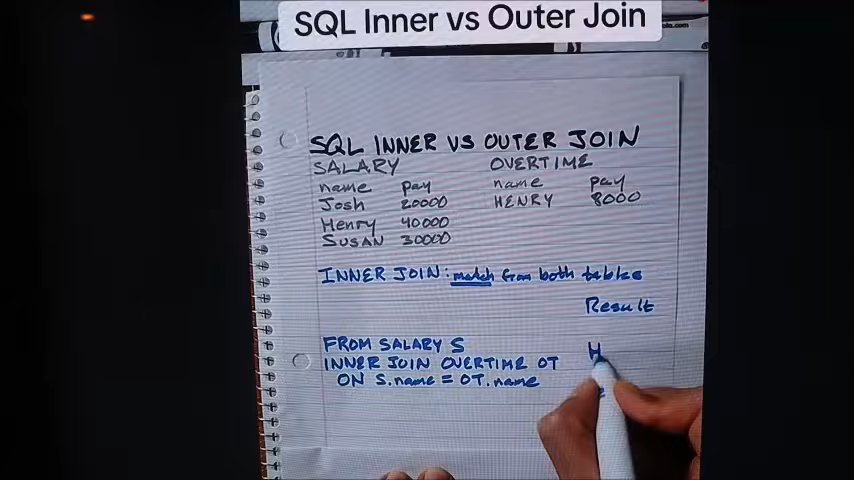 SQL Inner vs Outer Join
SQL INNER VS OUTER JOIN
SALARY OVERTIME
name pay name pay
Josh 20000 HENRY 8000
Henry 40000
SUSAN 30000
INNER JOIN: match from both tables
Result
FROM SALARY S H
INNER JOIN OVERTIME OT
ON S.name = OT.name